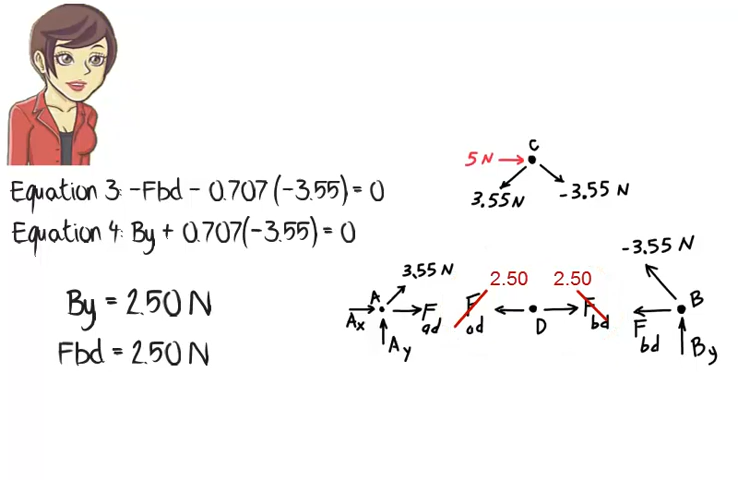 C
5 N
3.55N
-3.55 N
Equation 3: -Fbd - 0.707 (-3.55) = 0
Equation 4: By + 0.707(-3.55) = 0
-3.55 N
3.55 N
2.50
2.50
By = 2.50 N
Fbd = 2.50 N
A
Ax
Ay
F ad
F od
D
F bd
F bd
B
By